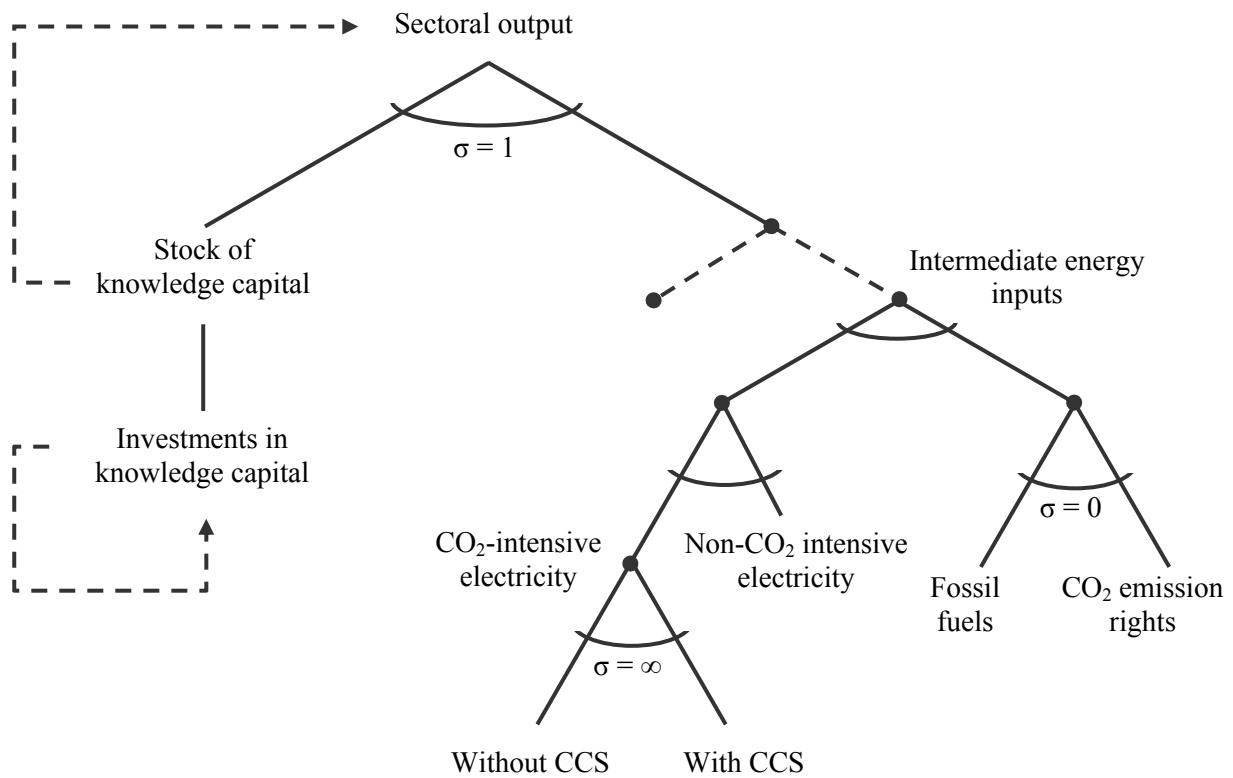 Sectoral output
σ = 1
Stock of
knowledge capital
Intermediate energy
inputs
Investments in
knowledge capital
σ = 0
CO₂-intensive
electricity
Non-CO₂ intensive
electricity
Fossil
fuels
CO₂ emission
rights
σ = ∞
Without CCS
With CCS